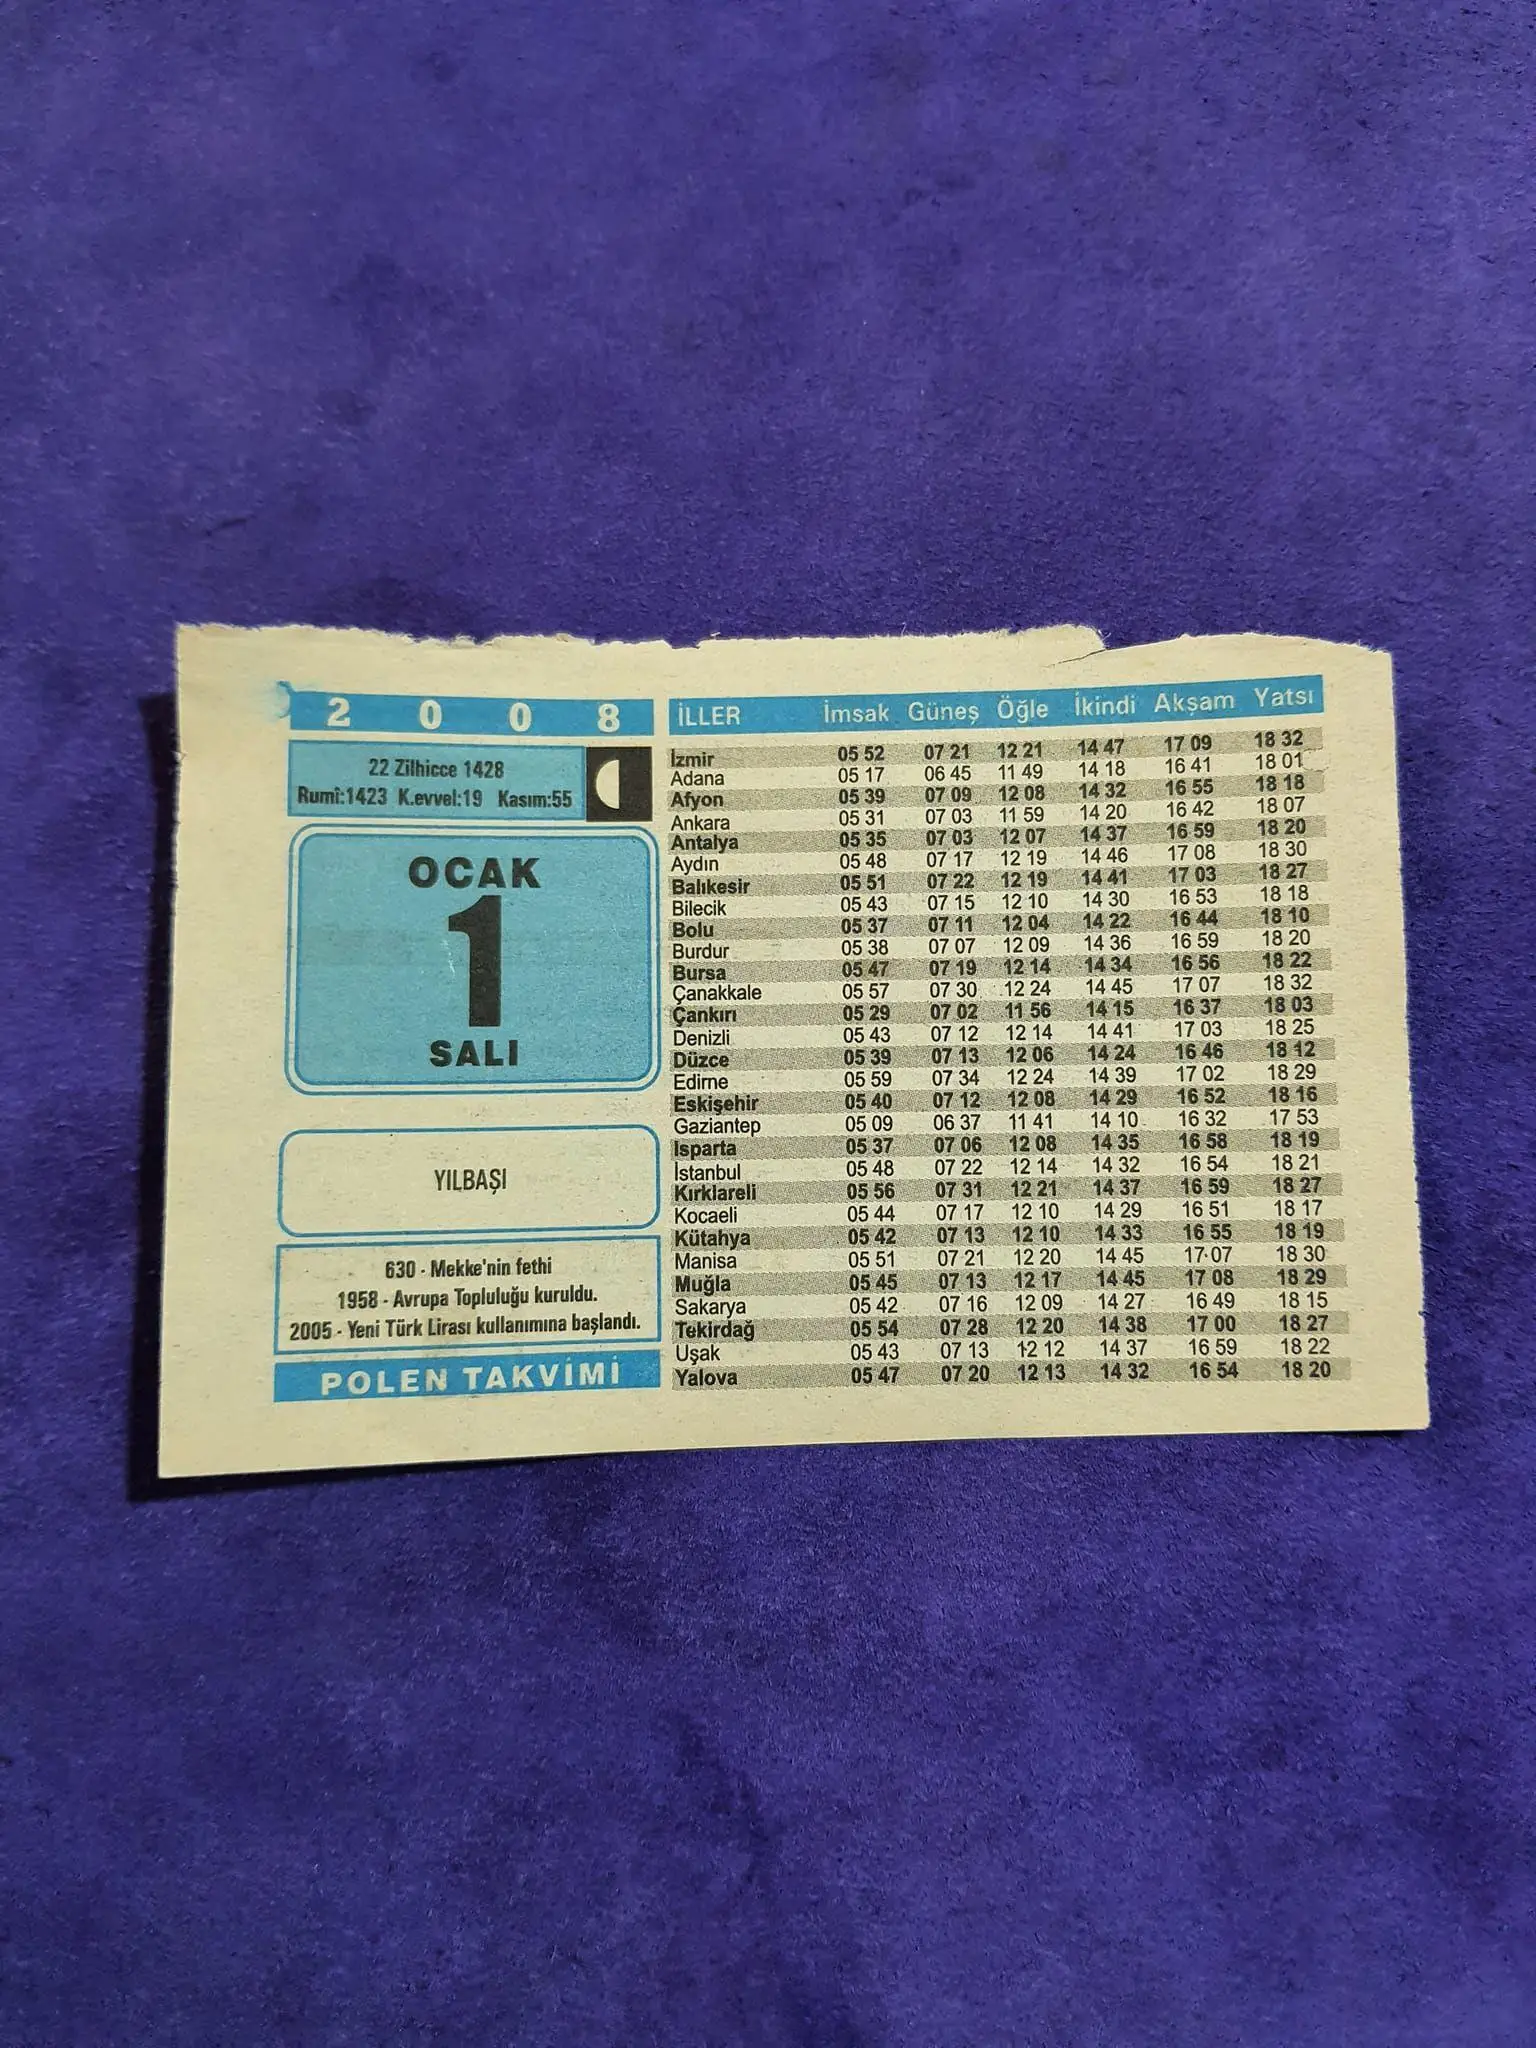 2 0 0 8
22 Zilhicce 1428
Rumî:1423 K.evvel:19 Kasım:55
OCAK
1
SALI
YILBAŞI
630 - Mekke'nin fethi
1958 - Avrupa Topluluğu kuruldu.
2005 - Yeni Türk Lirası kullanımına başlandı.
POLEN TAKVİMİ
İLLER İmsak Güneş Öğle İkindi Akşam Yatsı
İzmir 05 52 07 21 12 21 14 47 17 09 18 32
Adana 05 17 06 45 11 49 14 18 16 41 18 01
Afyon 05 39 07 09 12 08 14 32 16 55 18 18
Ankara 05 31 07 03 11 59 14 20 16 42 18 07
Antalya 05 35 07 03 12 07 14 37 16 59 18 20
Aydın 05 48 07 17 12 19 14 46 17 08 18 30
Balıkesir 05 51 07 22 12 19 14 41 17 03 18 27
Bilecik 05 43 07 15 12 10 14 30 16 53 18 18
Bolu 05 37 07 11 12 04 14 22 16 44 18 10
Burdur 05 38 07 07 12 09 14 36 16 59 18 20
Bursa 05 47 07 19 12 14 14 34 16 56 18 22
Çanakkale 05 57 07 30 12 24 14 45 17 07 18 32
Çankırı 05 29 07 02 11 56 14 15 16 37 18 03
Denizli 05 43 07 12 12 14 14 41 17 03 18 25
Düzce 05 39 07 13 12 06 14 24 16 46 18 12
Edirne 05 59 07 34 12 24 14 39 17 02 18 29
Eskişehir 05 40 07 12 12 08 14 29 16 52 18 16
Gaziantep 05 09 06 37 11 41 14 10 16 32 17 53
Isparta 05 37 07 06 12 08 14 35 16 58 18 19
İstanbul 05 48 07 22 12 14 14 32 16 54 18 21
Kırklareli 05 56 07 31 12 21 14 37 16 59 18 27
Kocaeli 05 44 07 17 12 10 14 29 16 51 18 17
Kütahya 05 42 07 13 12 10 14 33 16 55 18 19
Manisa 05 51 07 21 12 20 14 45 17 07 18 30
Muğla 05 45 07 13 12 17 14 45 17 08 18 29
Sakarya 05 42 07 16 12 09 14 27 16 49 18 15
Tekirdağ 05 54 07 28 12 20 14 38 17 00 18 27
Uşak 05 43 07 13 12 12 14 37 16 59 18 22
Yalova 05 47 07 20 12 13 14 32 16 54 18 20